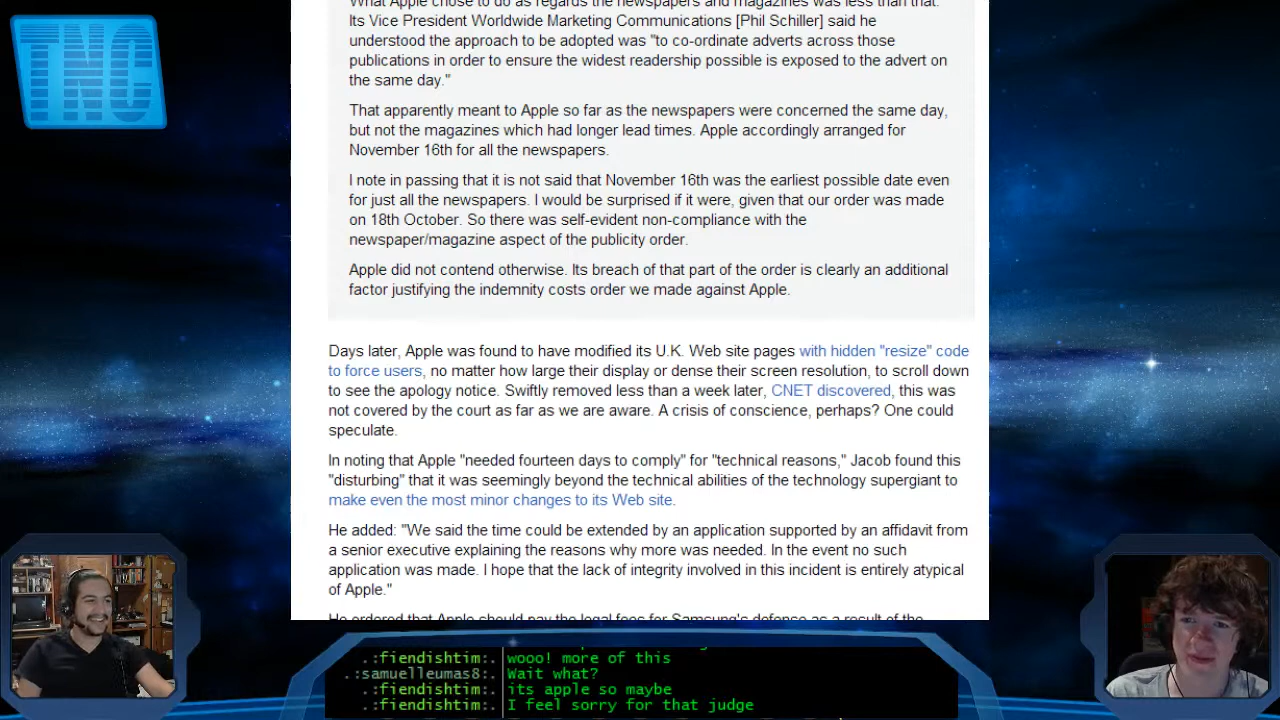 TNC
What Apple chose to do as regards the newspapers and magazines was less than that.
Its Vice President Worldwide Marketing Communications [Phil Schiller] said he
understood the approach to be adopted was "to co-ordinate adverts across those
publications in order to ensure the widest readership possible is exposed to the advert on
the same day."
That apparently meant to Apple so far as the newspapers were concerned the same day,
but not the magazines which had longer lead times. Apple accordingly arranged for
November 16th for all the newspapers.
I note in passing that it is not said that November 16th was the earliest possible date even
for just all the newspapers. I would be surprised if it were, given that our order was made
on 18th October. So there was self-evident non-compliance with the
newspaper/magazine aspect of the publicity order.
Apple did not contend otherwise. Its breach of that part of the order is clearly an additional
factor justifying the indemnity costs order we made against Apple.
Days later, Apple was found to have modified its U.K. Web site pages with hidden "resize" code
to force users, no matter how large their display or dense their screen resolution, to scroll down
to see the apology notice. Swiftly removed less than a week later, CNET discovered, this was
not covered by the court as far as we are aware. A crisis of conscience, perhaps? One could
speculate.
In noting that Apple "needed fourteen days to comply" for "technical reasons," Jacob found this
"disturbing" that it was seemingly beyond the technical abilities of the technology supergiant to
make even the most minor changes to its Web site.
He added: "We said the time could be extended by an application supported by an affidavit from
a senior executive explaining the reasons why more was needed. In the event no such
application was made. I hope that the lack of integrity involved in this incident is entirely atypical
of Apple."
He ordered that Apple should pay the legal fees for Samsung's defense as a result of the
.:fiendishtim:. wooo! more of this
.:samuelleumas8:. Wait what?
.:fiendishtim:. its apple so maybe
.:fiendishtim:. I feel sorry for that judge